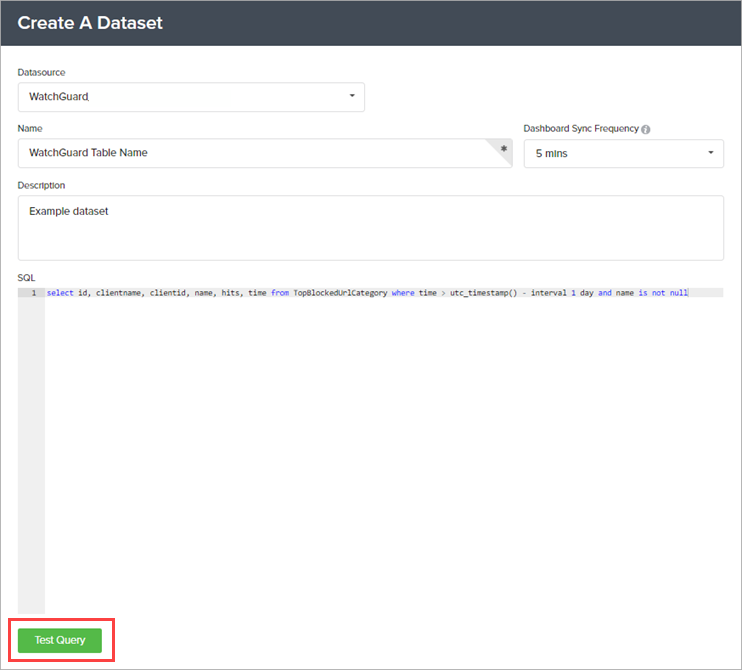 Create A Dataset
Datasource
WatchGuard
Name
Dashboard Sync Frequency i
WatchGuard Table Name *
5 mins
Description
Example dataset
SQL
1 select id, clientname, clientid, name, hits, time from TopBlockedUrlCategory where time > utc_timestamp() - interval 1 day and name is not null
Test Query